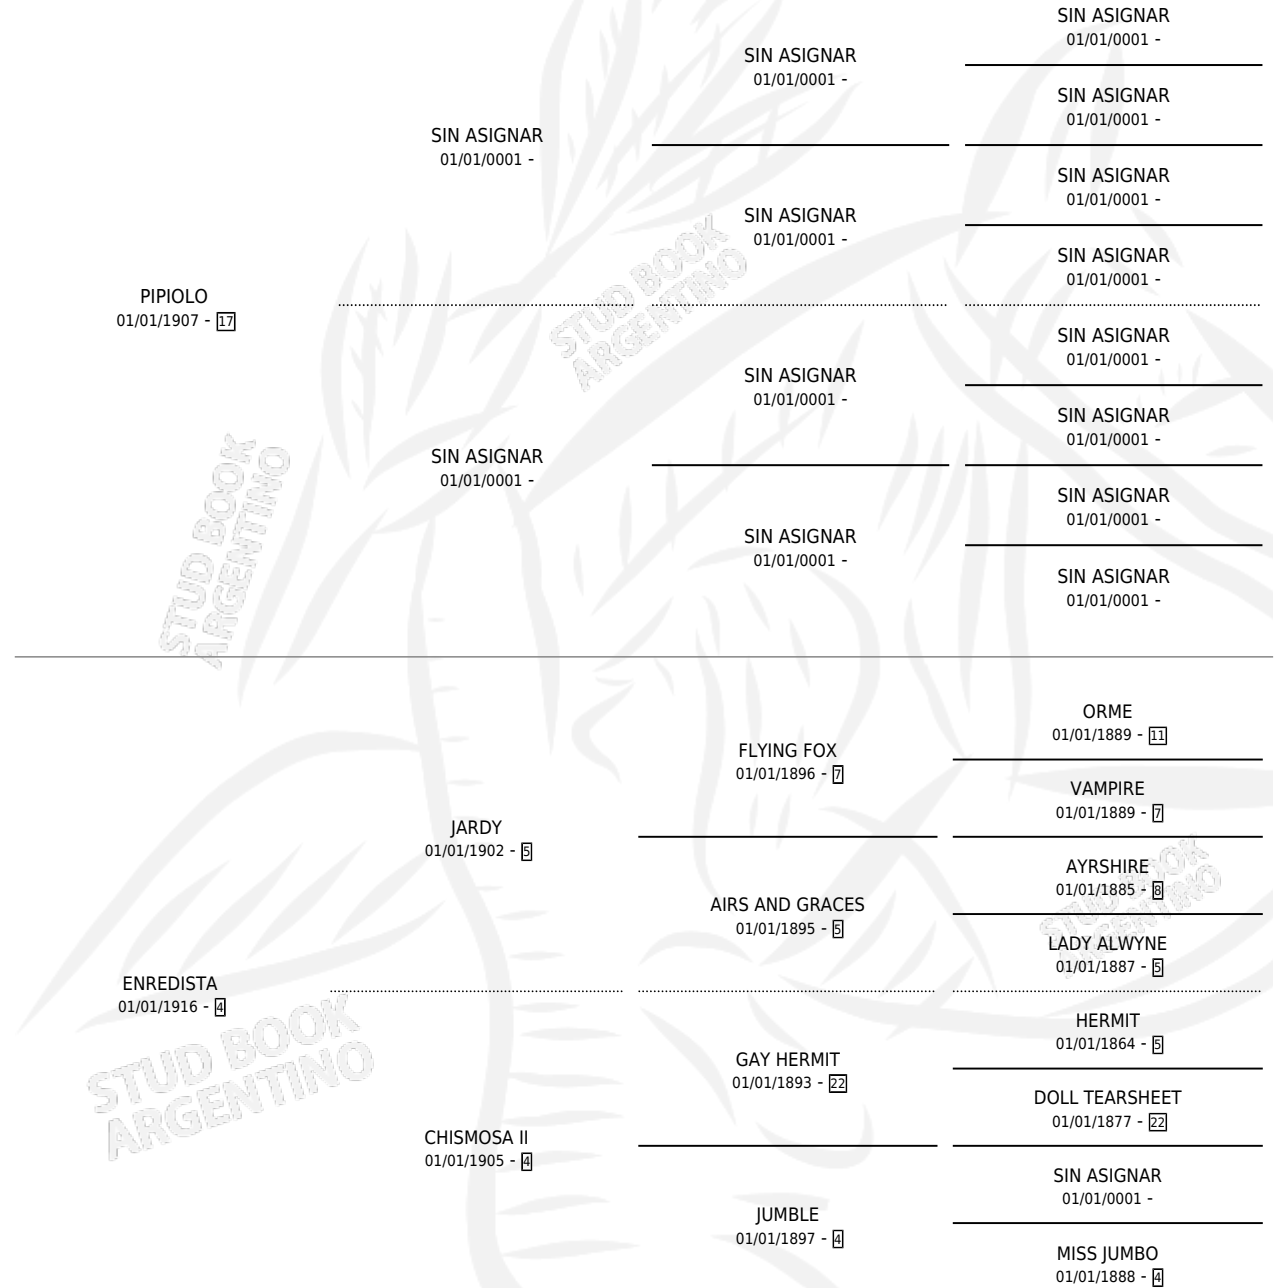 SIN ASIGNAR
01/01/0001 -
SIN ASIGNAR
01/01/0001 -
SIN ASIGNAR
01/01/0001 -
SIN ASIGNAR
01/01/0001 -
SIN ASIGNAR
01/01/0001 -
SIN ASIGNAR
01/01/0001 -
SIN ASIGNAR
01/01/0001 -
STUD BOOK
ARGENTINO
PIPIOLO
01/01/1907 - 17
SIN ASIGNAR
01/01/0001 -
SIN ASIGNAR
01/01/0001 -
SIN ASIGNAR
01/01/0001 -
SIN ASIGNAR
01/01/0001 -
SIN ASIGNAR
01/01/0001 -
STUD BOOK
ARGENTINO
SIN ASIGNAR
01/01/0001 -
SIN ASIGNAR
01/01/0001 -
SIN ASIGNAR
01/01/0001 -
ORME
01/01/1889 - 11
FLYING FOX
01/01/1896 - 7
VAMPIRE
01/01/1889 - 7
JARDY
01/01/1902 - 5
AYRSHIRE
01/01/1885 - 8
AIRS AND GRACES
01/01/1895 - 5
STUD BOOK
ARGENTINO
LADY ALWYNE
01/01/1887 - 5
ENREDISTA
01/01/1916 - 4
STUD BOOK
ARGENTINO
HERMIT
01/01/1864 - 5
GAY HERMIT
01/01/1893 - 22
DOLL TEARSHEET
01/01/1877 - 22
CHISMOSA II
01/01/1905 - 4
SIN ASIGNAR
01/01/0001 -
JUMBLE
01/01/1897 - 4
MISS JUMBO
01/01/1888 - 4